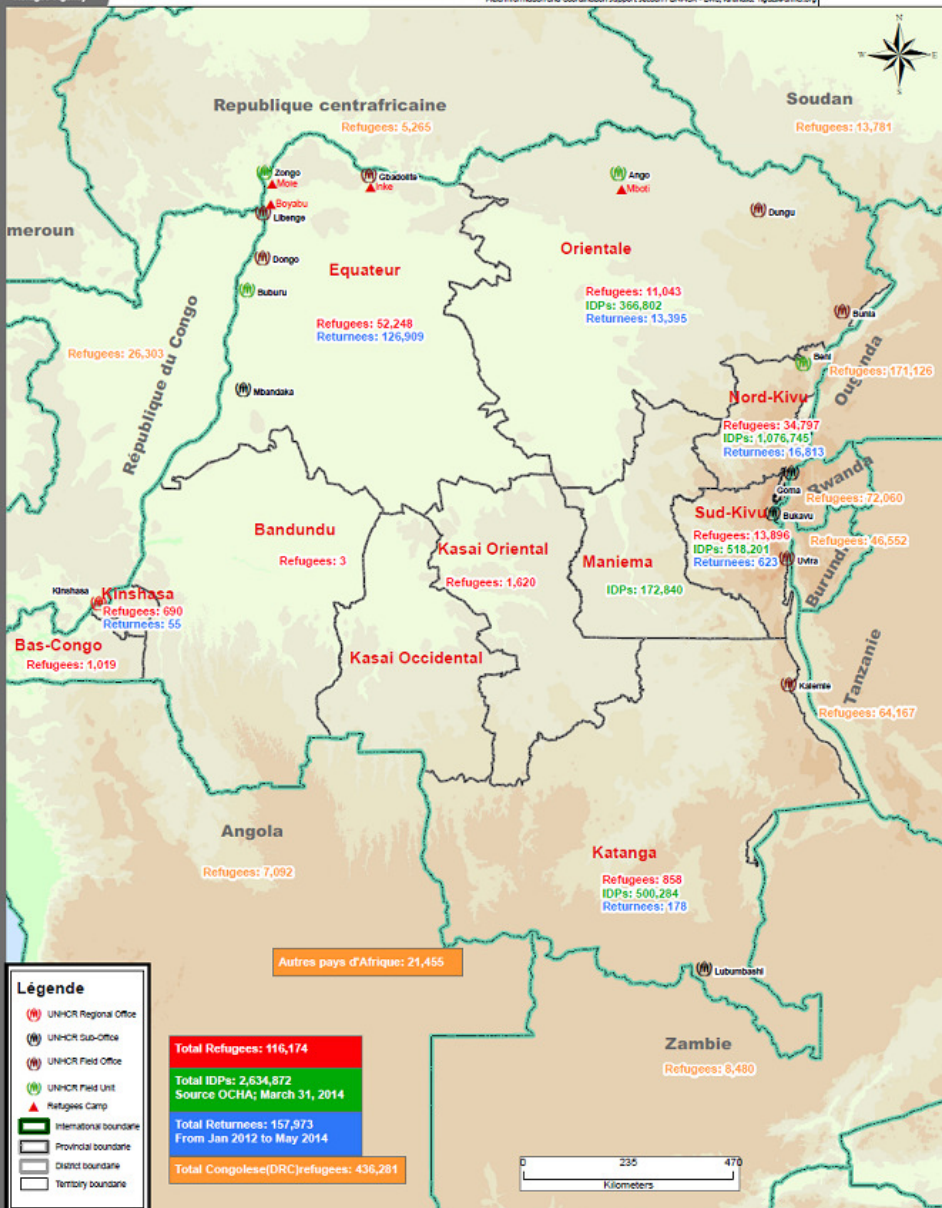 N
W
E
S
Republique centrafricaine
Refugees: 5,265
Soudan
Refugees: 13,781
Zongo
Mole
Gbadolite
Inke
Ango
Mboti
Boyabu
Libenge
Dungu
meroun
Dongo
Equateur
Orientale
Buburu
Refugees: 52,248
Returnees: 126,909
Refugees: 11,043
IDPs: 366,802
Returnees: 13,395
Bunia
République du Congo
Refugees: 26,303
Beni
Refugees: 171,126
Ouganda
Mbandaka
Nord-Kivu
Refugees: 34,797
IDPs: 1,076,745
Returnees: 16,813
Goma
Rwanda
Refugees: 72,060
Bandundu
Refugees: 3
Kasai Oriental
Refugees: 1,620
Maniema
IDPs: 172,840
Sud-Kivu
Bukavu
Refugees: 13,896
IDPs: 518,201
Returnees: 623
Refugees: 46,552
Uvira
Burundi
Kinshasa
Kinshasa
Refugees: 690
Returnees: 55
Bas-Congo
Refugees: 1,019
Kasai Occidental
Kalemie
Tanzanie
Refugees: 64,167
Angola
Refugees: 7,092
Katanga
Refugees: 858
IDPs: 500,284
Returnees: 178
Autres pays d'Afrique: 21,455
Lubumbashi
Zambie
Refugees: 8,480
Légende
UNHCR Regional Office
UNHCR Sub-Office
UNHCR Field Office
UNHCR Field Unit
Refugees Camp
International boundarie
Provincial boundarie
District boundarie
Territoiry boundarie
Total Refugees: 116,174
Total IDPs: 2,634,872
Source OCHA; March 31, 2014
Total Returnees: 157,973
From Jan 2012 to May 2014
Total Congolese(DRC)refugees: 436,281
0 235 470
Kilometers